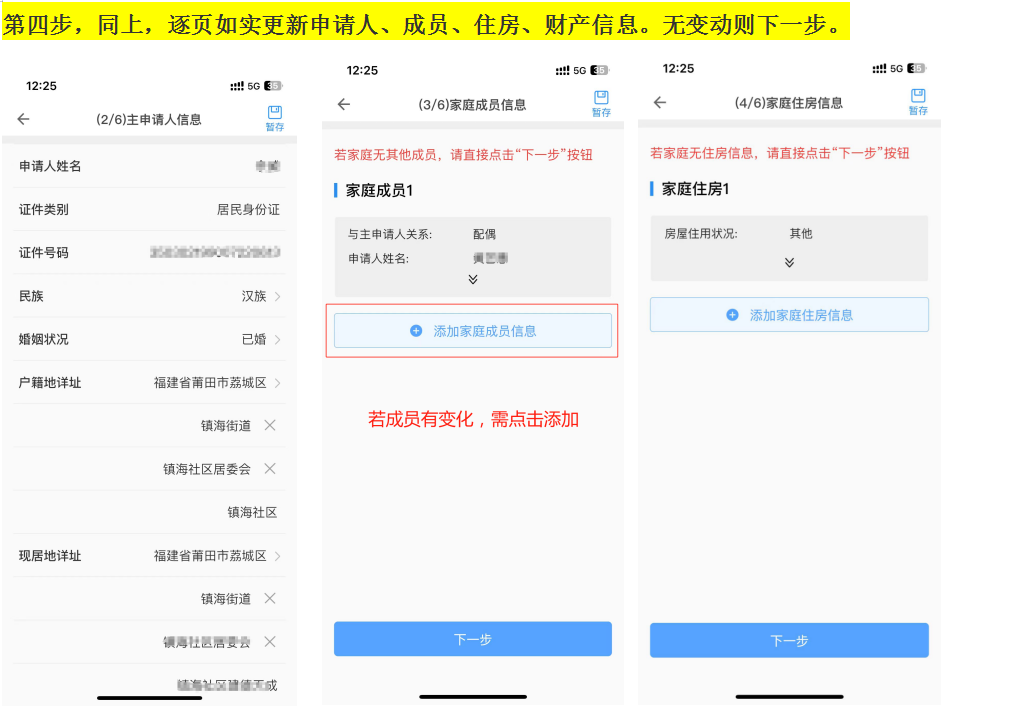 第四步，同上，逐页如实更新申请人、成员、住房、财产信息。无变动则下一步。
12:25
5G 35
(2/6)主申请人信息
暂存
申请人姓名
证件类别
居民身份证
证件号码
民族
汉族
婚姻状况
已婚
户籍地详址
福建省莆田市荔城区
镇海街道
镇海社区居委会
镇海社区
现居地详址
福建省莆田市荔城区
镇海街道
镇海社区居委会
12:25
5G 35
(3/6)家庭成员信息
暂存
若家庭无其他成员，请直接点击“下一步”按钮
家庭成员1
与主申请人关系:
配偶
申请人姓名:
添加家庭成员信息
若成员有变化，需点击添加
下一步
12:25
5G 35
(4/6)家庭住房信息
暂存
若家庭无住房信息，请直接点击“下一步”按钮
家庭住房1
房屋住用状况:
其他
添加家庭住房信息
下一步